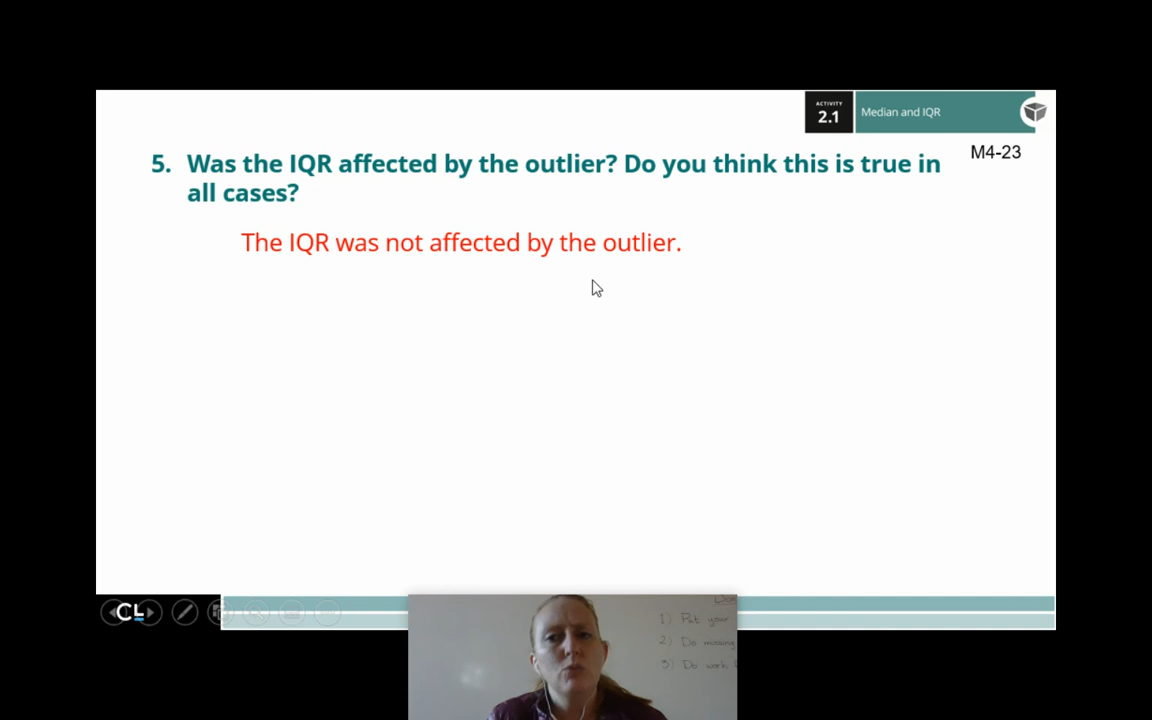 ACTIVITY
2.1
Median and IQR
M4-23
5. Was the IQR affected by the outlier? Do you think this is true in
all cases?
The IQR was not affected by the outlier.
CL
1) Put your
2) Do missing
3) Do work